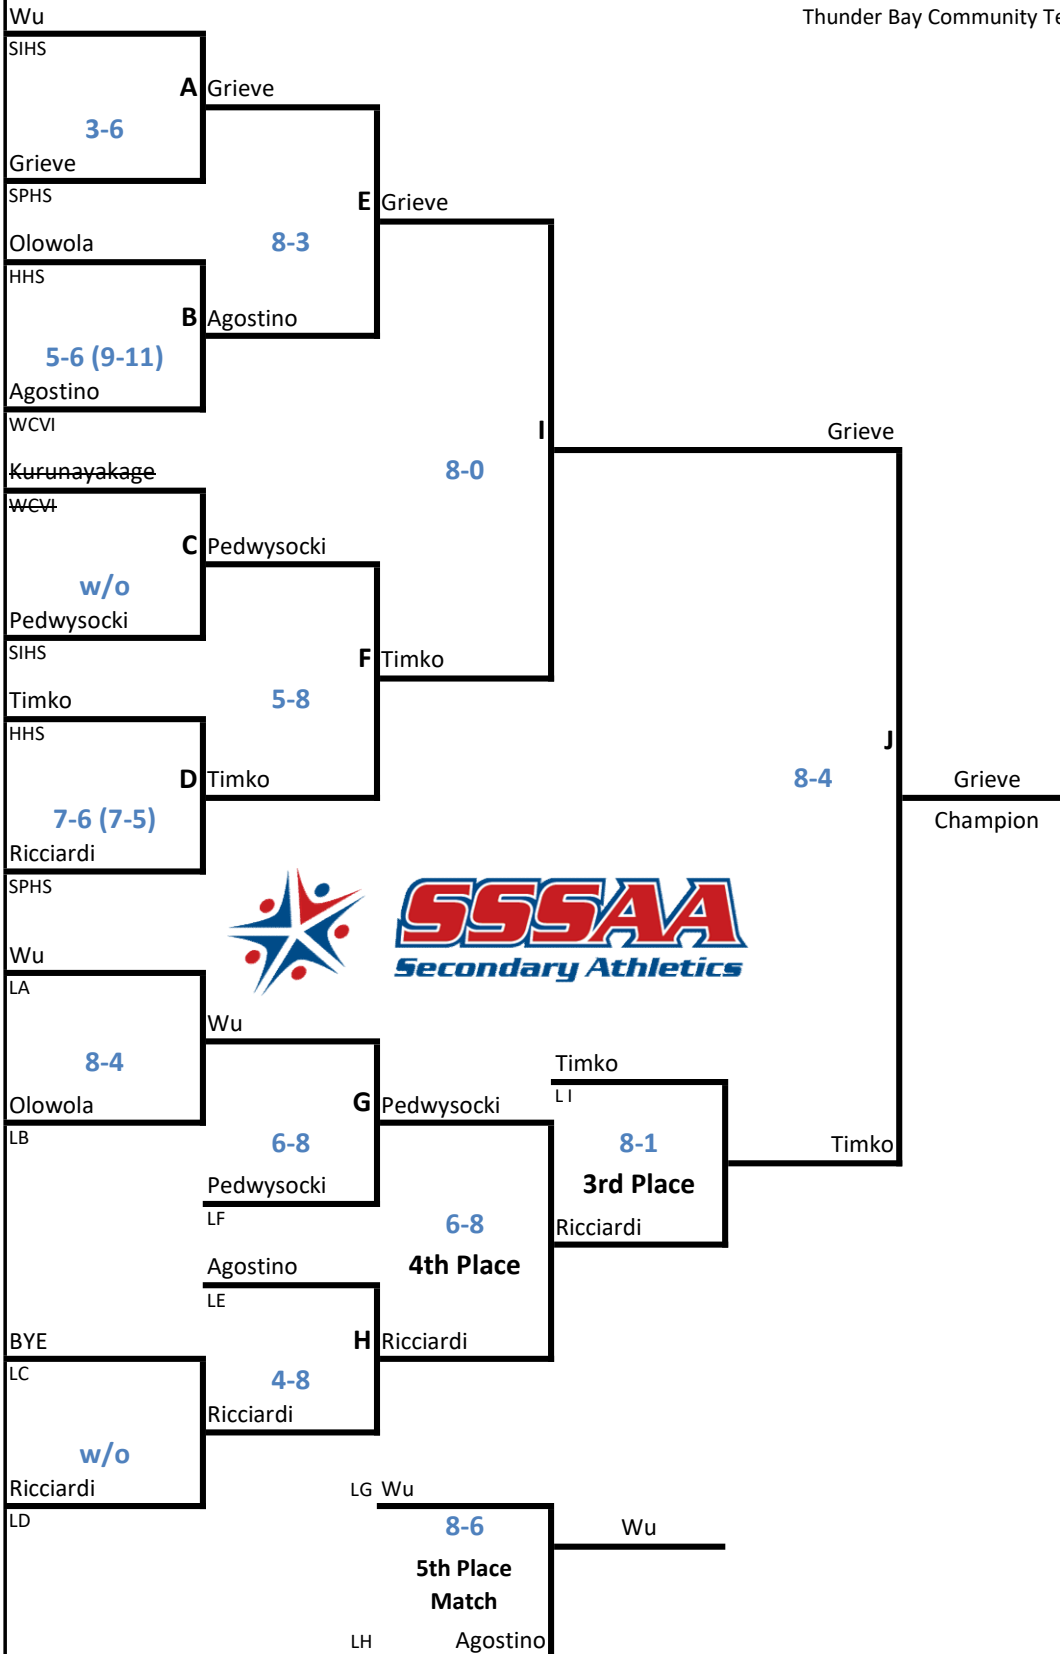 Wu
Thunder Bay Community Te
SIHS
A Grieve
3-6
Grieve
SPHS
E Grieve
Olowola
8-3
HHS
B Agostino
5-6 (9-11)
Agostino
WCVI
I
Grieve
Kurunayakage
8-0
WCVI
C Pedwysocki
w/o
Pedwysocki
SIHS
F Timko
Timko
5-8
HHS
J
D Timko
8-4
Grieve
7-6 (7-5)
Champion
Ricciardi
SPHS
SSSAA
Secondary Athletics
Wu
LA
Wu
8-4
Timko
L I
Olowola
G Pedwysocki
LB
6-8
8-1
Timko
Pedwysocki
3rd Place
LF
6-8
Ricciardi
Agostino
4th Place
LE
BYE
H Ricciardi
LC
4-8
Ricciardi
w/o
Ricciardi
LG Wu
LD
8-6
Wu
5th Place
Match
LH Agostino